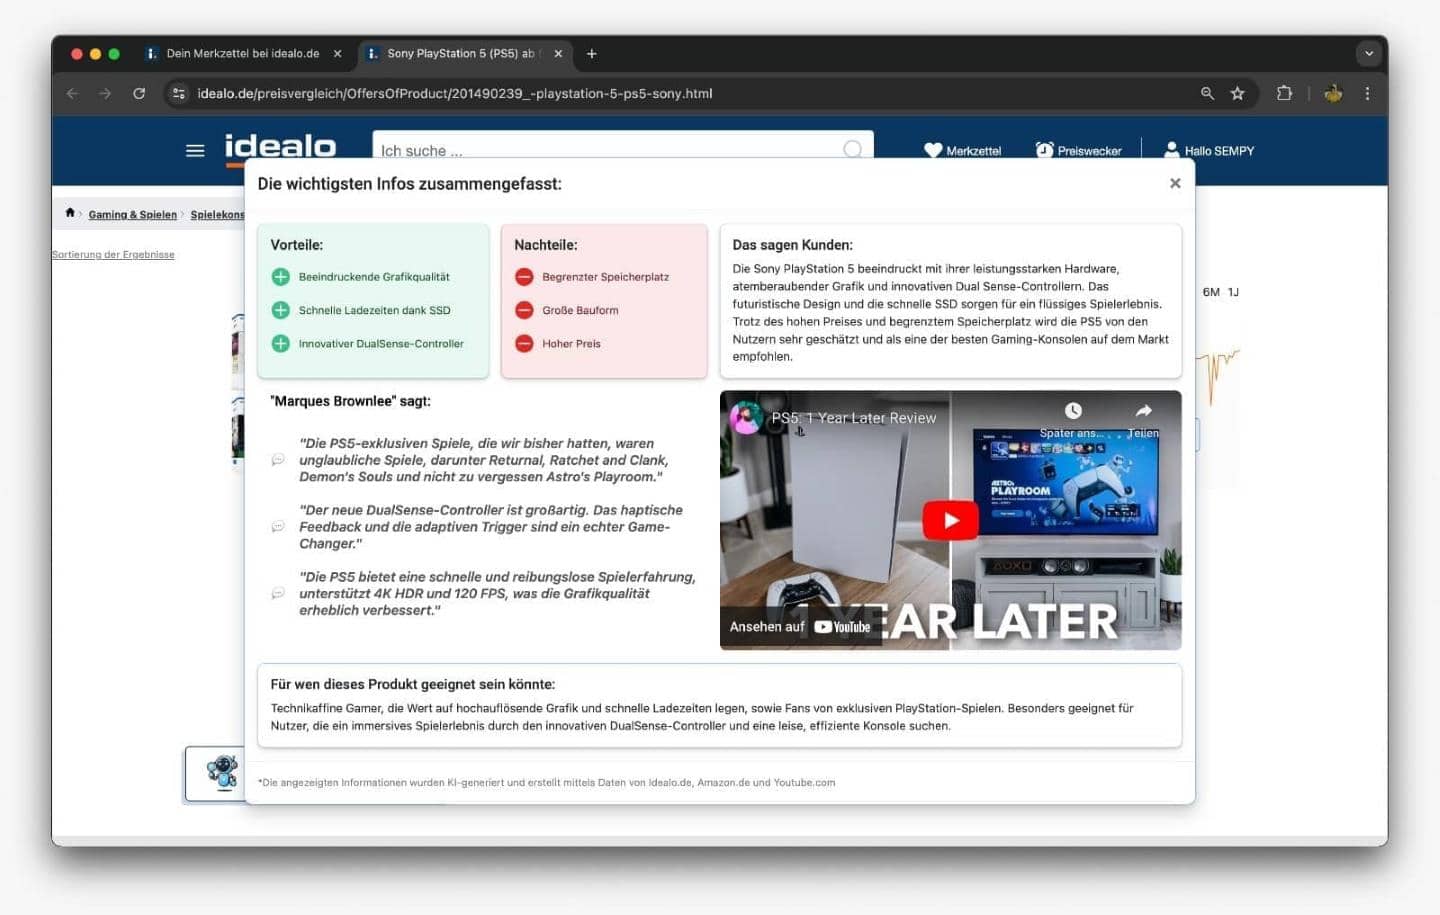 Dein Merkzettel bei idealo.de
Sony PlayStation 5 (PS5) ab
idealo.de/preisvergleich/OffersOfProduct/201490239_-playstation-5-ps5-sony.html
idealo
Ich suche ...
Merkzettel
Preiswecker
Hallo SEMPY
Die wichtigsten Infos zusammengefasst:
Gaming & Spielen
Spielekons
Sortierung der Ergebnisse
6M 1J
Vorteile:
Beeindruckende Grafikqualität
Schnelle Ladezeiten dank SSD
Innovativer DualSense-Controller
Nachteile:
Begrenzter Speicherplatz
Große Bauform
Hoher Preis
Das sagen Kunden:
Die Sony PlayStation 5 beeindruckt mit ihrer leistungsstarken Hardware,
atemberaubender Grafik und innovativen Dual Sense-Controllern. Das
futuristische Design und die schnelle SSD sorgen für ein flüssiges Spielerlebnis.
Trotz des hohen Preises und begrenztem Speicherplatz wird die PS5 von den
Nutzern sehr geschätzt und als eine der besten Gaming-Konsolen auf dem Markt
empfohlen.
"Marques Brownlee" sagt:
"Die PS5-exklusiven Spiele, die wir bisher hatten, waren
unglaubliche Spiele, darunter Returnal, Ratchet and Clank,
Demon's Souls und nicht zu vergessen Astro's Playroom."
"Der neue DualSense-Controller ist großartig. Das haptische
Feedback und die adaptiven Trigger sind ein echter Game-
Changer."
"Die PS5 bietet eine schnelle und reibungslose Spielerfahrung,
unterstützt 4K HDR und 120 FPS, was die Grafikqualität
erheblich verbessert."
PS5: 1 Year Later Review
Später ans...
Teilen
ASTRO's
PLAYROOM
1 YEAR LATER
Ansehen auf YouTube
Für wen dieses Produkt geeignet sein könnte:
Technikaffine Gamer, die Wert auf hochauflösende Grafik und schnelle Ladezeiten legen, sowie Fans von exklusiven PlayStation-Spielen. Besonders geeignet für
Nutzer, die ein immersives Spielerlebnis durch den innovativen DualSense-Controller und eine leise, effiziente Konsole suchen.
*Die angezeigten Informationen wurden KI-generiert und erstellt mittels Daten von Idealo.de, Amazon.de und Youtube.com